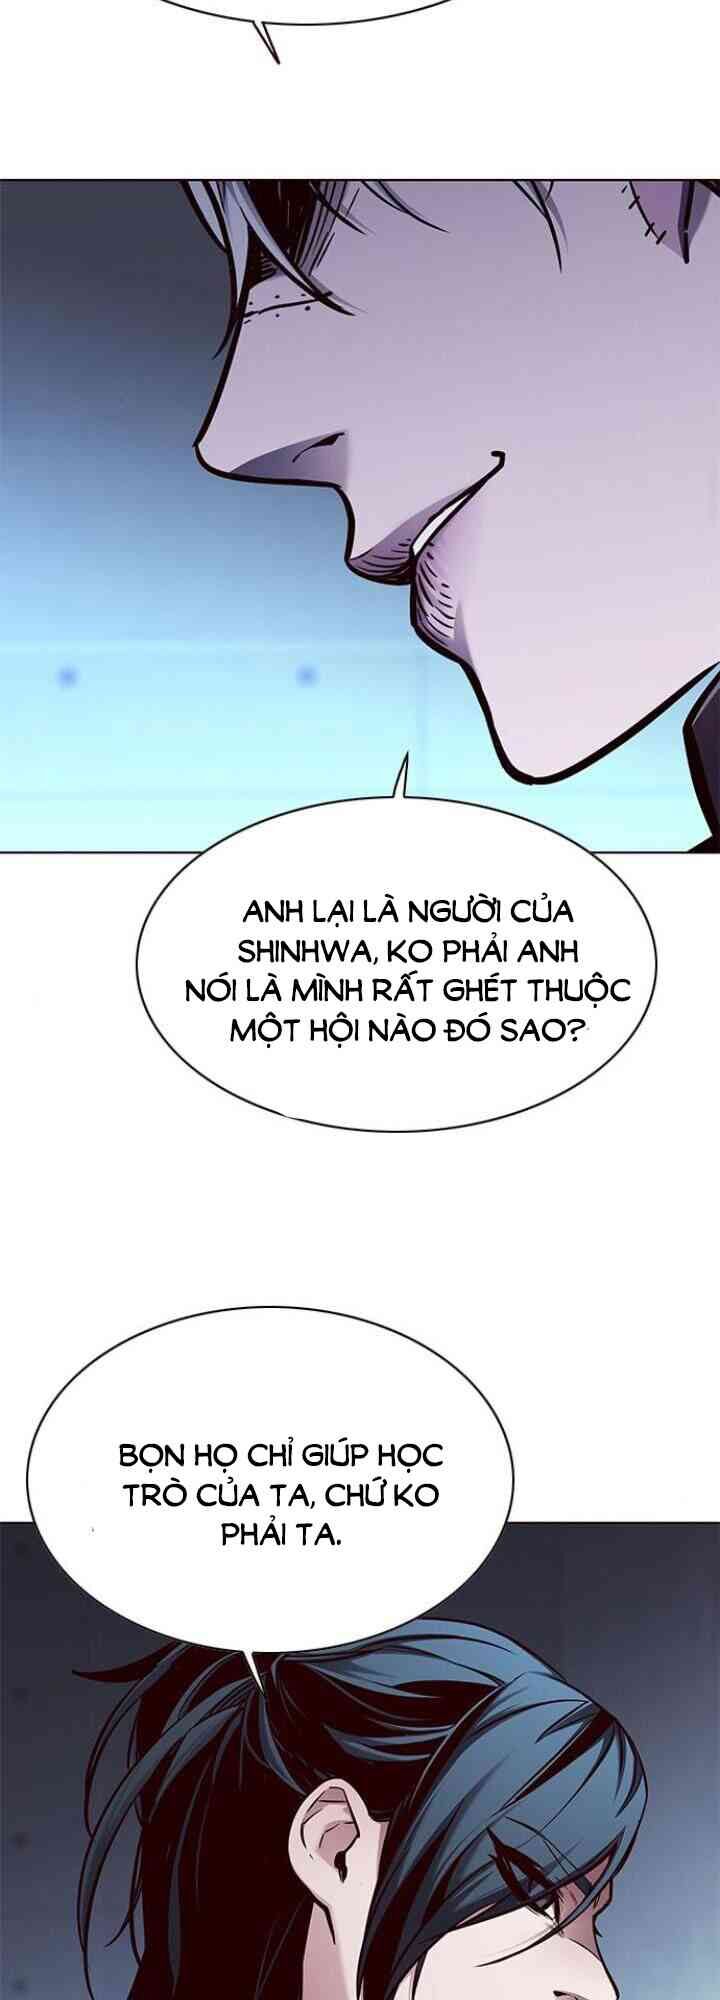 ANH LẠI LÀ NGƯỜI CỦA
SHINHWA, KO PHẢI ANH
NÓI LÀ MÌNH RẤT GHÉT THUỘC
MỘT HỘI NÀO ĐÓ SAO?
BỌN HỌ CHỈ GIÚP HỌC
TRÒ CỦA TA, CHỨ KO
PHẢI TA.